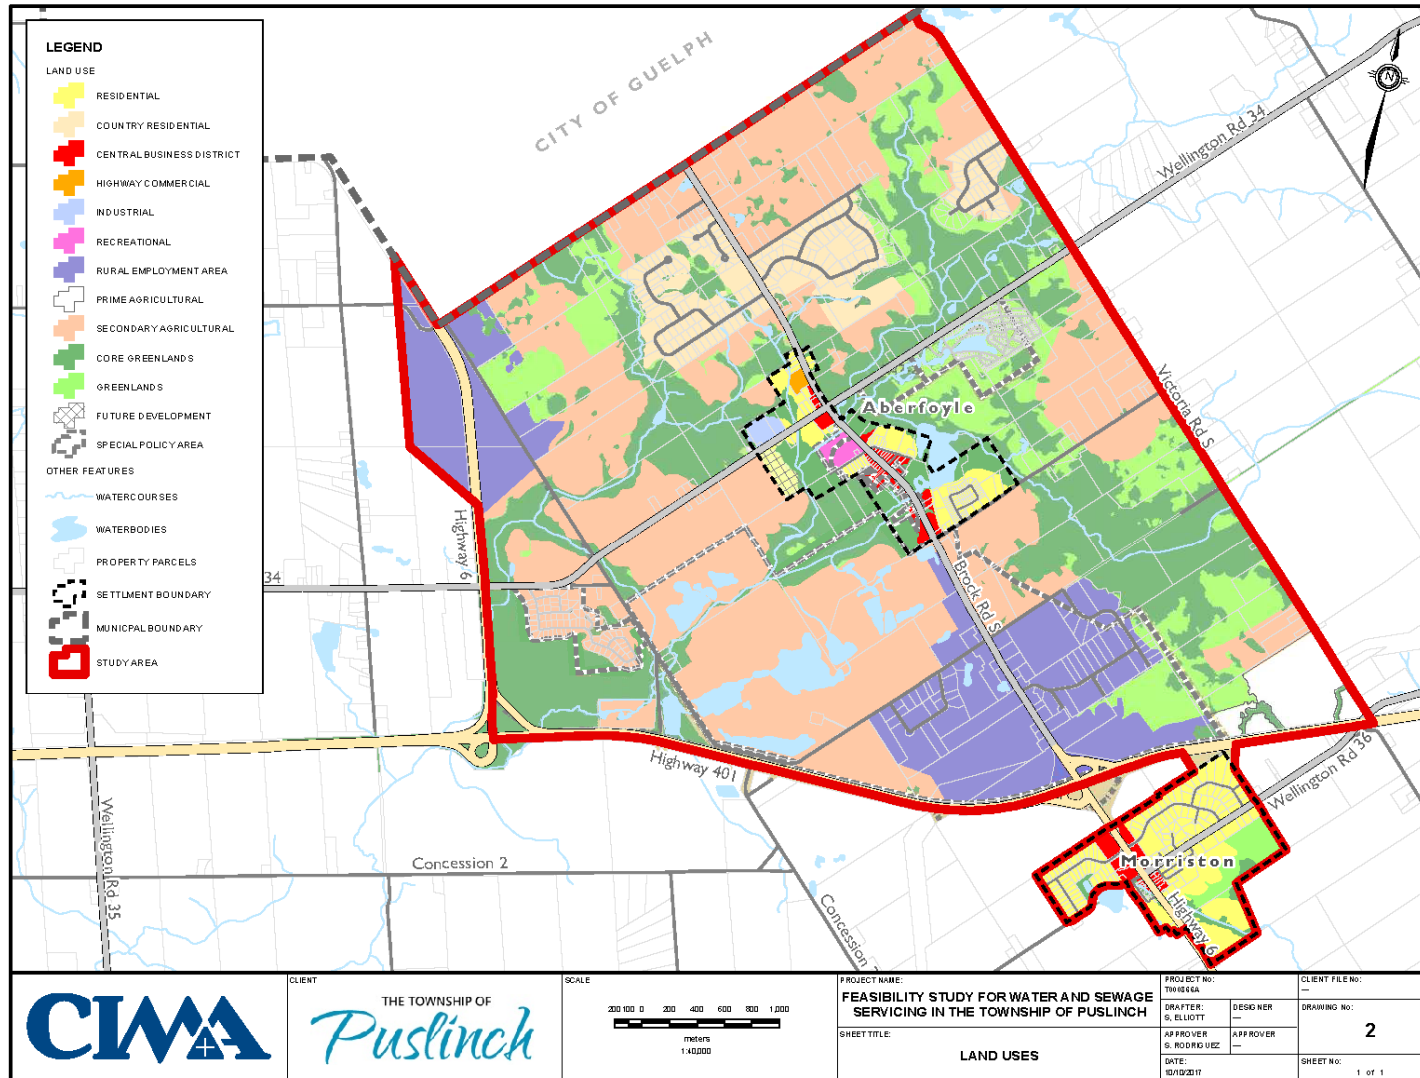 LEGEND
LAND USE
RESIDENTIAL
COUNTRY RESIDENTIAL
CENTRAL BUSINESS DISTRICT
HIGHWAY COMMERCIAL
INDUSTRIAL
RECREATIONAL
RURAL EMPLOYMENT AREA
PRIME AGRICULTURAL
SECONDARY AGRICULTURAL
CORE GREENLANDS
GREENLANDS
FUTURE DEVELOPMENT
SPECIAL POLICY AREA
OTHER FEATURES
WATERCOURSES
WATERBODIES
PROPERTY PARCELS
SETTLMENT BOUNDARY
MUNICPAL BOUNDARY
STUDY AREA
CITY OF GUELPH
N
Wellington Rd 34
Victoria Rd S
Aberfoyle
Highway 6
34
Brock Rd S
Highway 401
Wellington Rd 36
Wellington Rd 35
Concession 2
Concession 7
Morriston
Highway 6
CIMA+
CLIENT
THE TOWNSHIP OF
Puslinch
SCALE
200 100 0 200 400 600 800 1,000
meters
1:40,000
PROJECT NAME:
FEASIBILITY STUDY FOR WATER AND SEWAGE
SERVICING IN THE TOWNSHIP OF PUSLINCH
SHEET TITLE:
LAND USES
PROJECT No:
CLIENT FILE No:
—
DRAFTER:
S. ELLIOTT
DESIGNER
—
DRAWING No:
2
APPROVER
S. RODRIGUEZ
APPROVER
—
DATE:
10/10/2017
SHEET No:
1 of 1